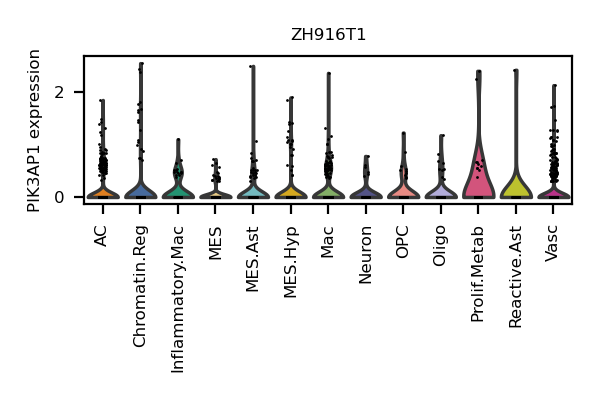 ZH916T1
PIK3AP1 expression
2
0
AC
Chromatin.Reg
Inflammatory.Mac
MES
MES.Ast
MES.Hyp
Mac
Neuron
OPC
Oligo
Prolif.Metab
Reactive.Ast
Vasc